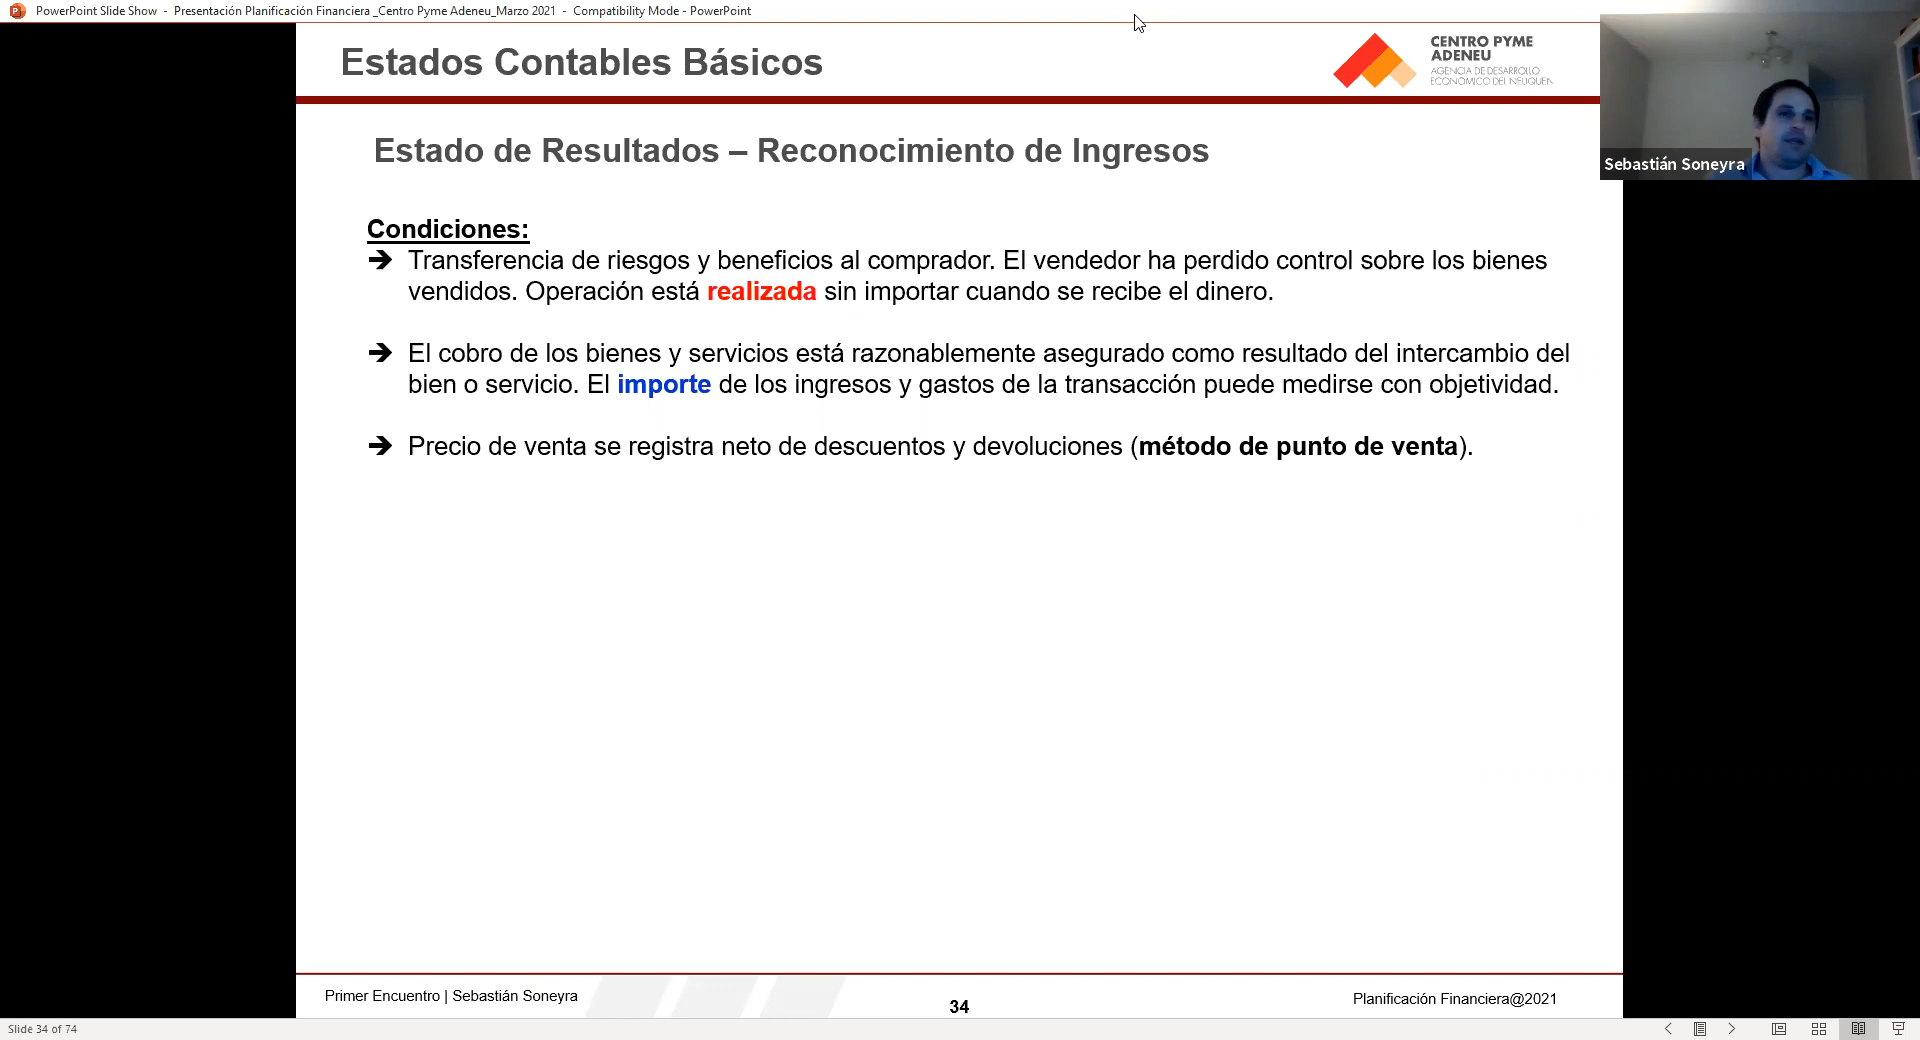 PowerPoint Slide Show - Presentación Planificación Financiera _Centro Pyme Adeneu_Marzo 2021 - Compatibility Mode - PowerPoint
Estados Contables Básicos
CENTRO PYME
ADENEU
AGENCIA DE DESARROLLO
ECONOMICO DEL NEUQUEN
Sebastián Soneyra
Estado de Resultados – Reconocimiento de Ingresos
Condiciones:
➔ Transferencia de riesgos y beneficios al comprador. El vendedor ha perdido control sobre los bienes
vendidos. Operación está realizada sin importar cuando se recibe el dinero.
➔ El cobro de los bienes y servicios está razonablemente asegurado como resultado del intercambio del
bien o servicio. El importe de los ingresos y gastos de la transacción puede medirse con objetividad.
➔ Precio de venta se registra neto de descuentos y devoluciones (método de punto de venta).
Primer Encuentro | Sebastián Soneyra
34
Planificación Financiera@2021
Slide 34 of 74